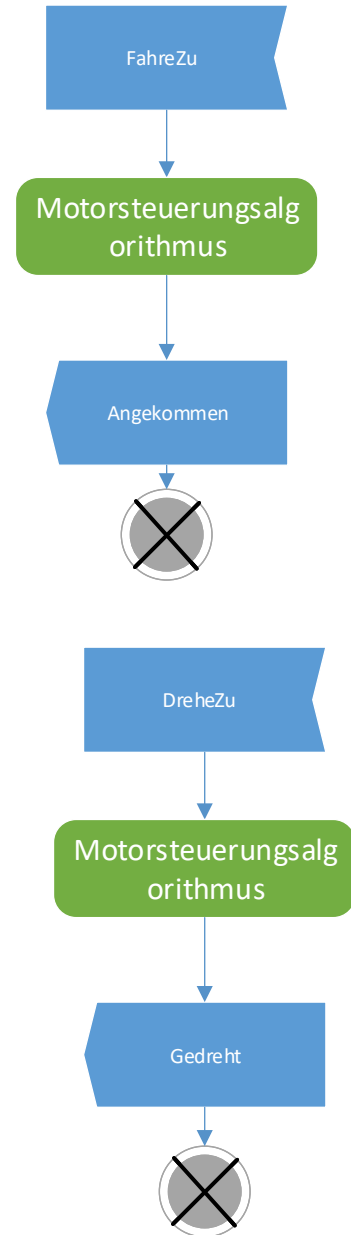 FahreZu
Motorsteuerungsalg
orithmus
Angekommen
DreheZu
Motorsteuerungsalg
orithmus
Gedreht